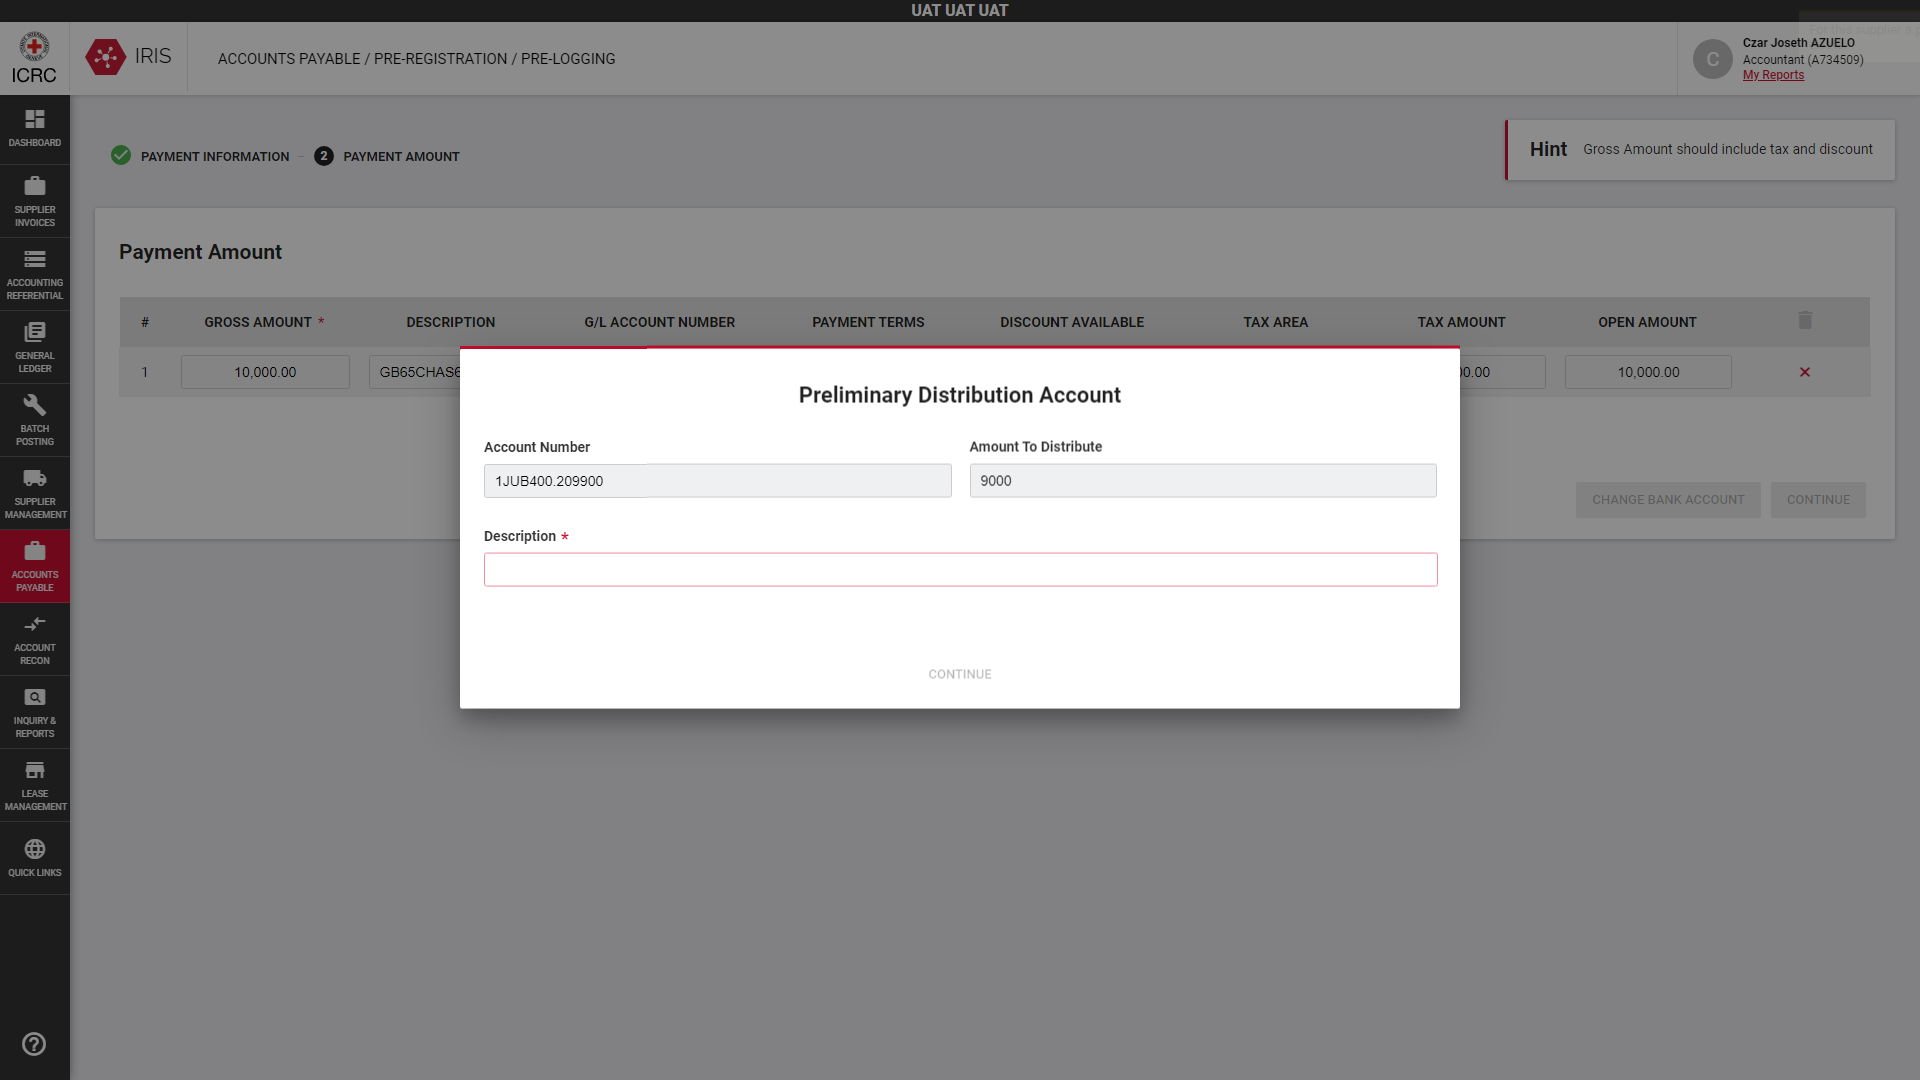 UAT UAT UAT
ICRC
IRIS
ACCOUNTS PAYABLE / PRE-REGISTRATION / PRE-LOGGING
For this supplier a p
C
Czar Joseth AZUELO
Accountant (A734509)
My Reports
DASHBOARD
SUPPLIER
INVOICES
ACCOUNTING
REFERENTIAL
GENERAL
LEDGER
BATCH
POSTING
SUPPLIER
MANAGEMENT
ACCOUNTS
PAYABLE
ACCOUNT
RECON
INQUIRY &
REPORTS
LEASE
MANAGEMENT
QUICK LINKS
PAYMENT INFORMATION
2 PAYMENT AMOUNT
Hint Gross Amount should include tax and discount
Payment Amount
# GROSS AMOUNT * DESCRIPTION G/L ACCOUNT NUMBER PAYMENT TERMS DISCOUNT AVAILABLE TAX AREA TAX AMOUNT OPEN AMOUNT
1 10,000.00 GB65CHAS6 00.00 10,000.00
CHANGE BANK ACCOUNT CONTINUE
Preliminary Distribution Account
Account Number Amount To Distribute
1JUB400.209900 9000
Description *
CONTINUE